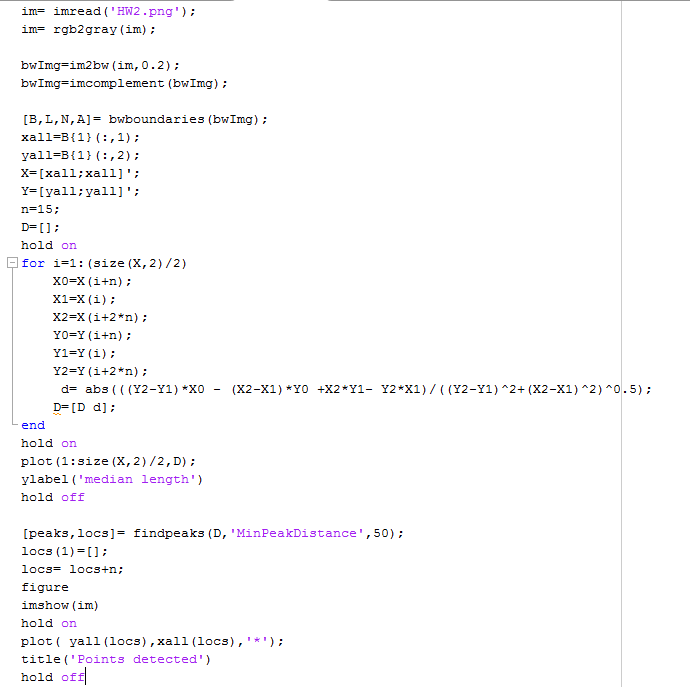 im= imread('HW2.png');
im= rgb2gray(im);
bwImg=im2bw(im,0.2);
bwImg=imcomplement(bwImg);
[B,L,N,A]= bwboundaries(bwImg);
xall=B{1}(:,1);
yall=B{1}(:,2);
X=[xall;xall]';
Y=[yall;yall]';
n=15;
D=[];
hold on
for i=1:(size(X,2)/2)
X0=X(i+n);
X1=X(i);
X2=X(i+2*n);
Y0=Y(i+n);
Y1=Y(i);
Y2=Y(i+2*n);
d= abs(((Y2-Y1)*X0 - (X2-X1)*Y0 +X2*Y1- Y2*X1)/((Y2-Y1)^2+(X2-X1)^2)^0.5);
D=[D d];
end
hold on
plot(1:size(X,2)/2,D);
ylabel('median length')
hold off
[peaks,locs]= findpeaks(D,'MinPeakDistance',50);
locs(1)=[];
locs= locs+n;
figure
imshow(im)
hold on
plot( yall(locs),xall(locs),'*');
title('Points detected')
hold off